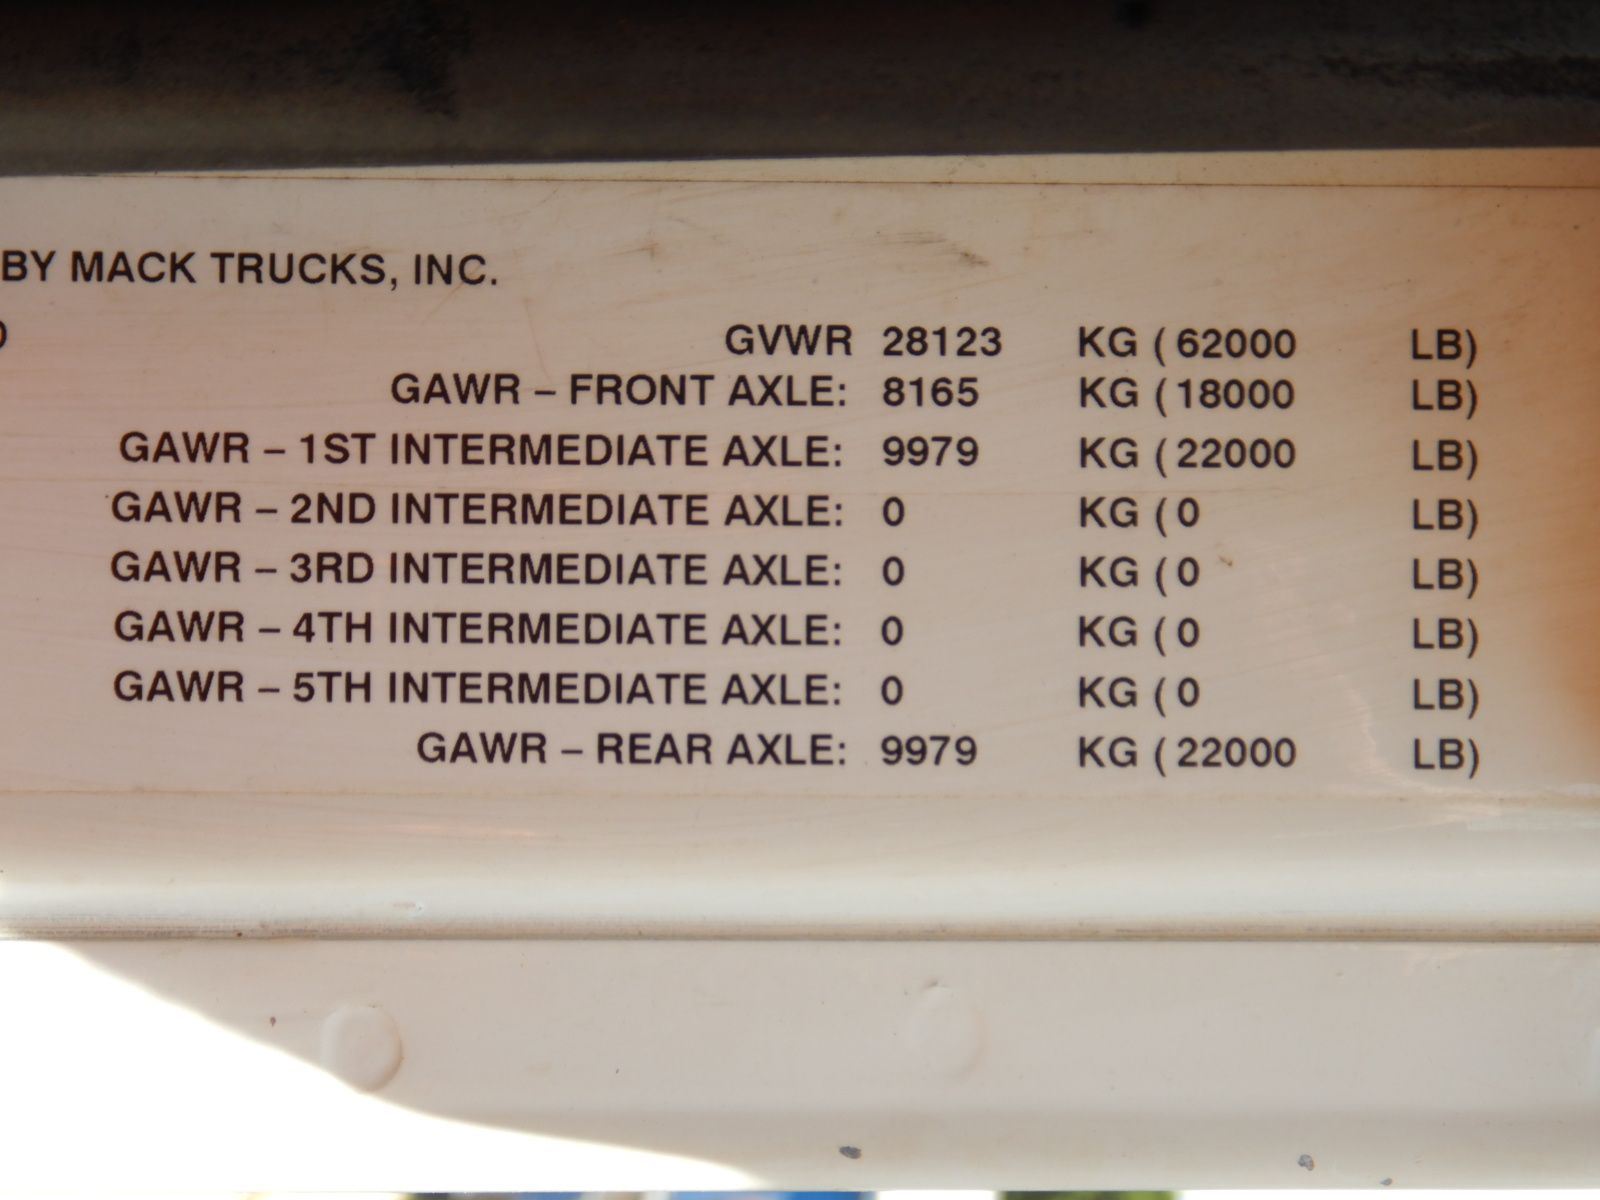 BY MACK TRUCKS, INC.
GVWR 28123 KG ( 62000 LB)
GAWR – FRONT AXLE: 8165 KG ( 18000 LB)
GAWR – 1ST INTERMEDIATE AXLE: 9979 KG ( 22000 LB)
GAWR – 2ND INTERMEDIATE AXLE: 0 KG ( 0 LB)
GAWR – 3RD INTERMEDIATE AXLE: 0 KG ( 0 LB)
GAWR – 4TH INTERMEDIATE AXLE: 0 KG ( 0 LB)
GAWR – 5TH INTERMEDIATE AXLE: 0 KG ( 0 LB)
GAWR – REAR AXLE: 9979 KG ( 22000 LB)